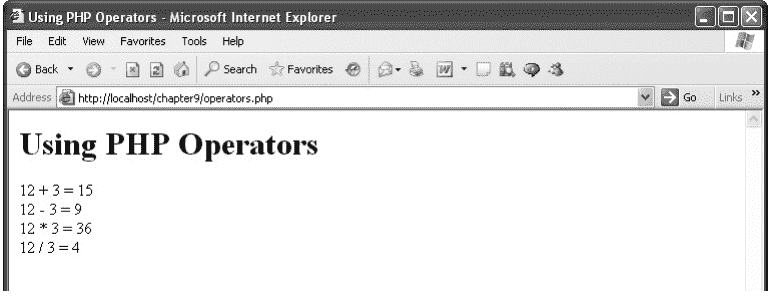 Using PHP Operators - Microsoft Internet Explorer
File Edit View Favorites Tools Help
Back Search Favorites
Address http://localhost/chapter9/operators.php Go Links »
Using PHP Operators
12 + 3 = 15
12 - 3 = 9
12 * 3 = 36
12 / 3 = 4